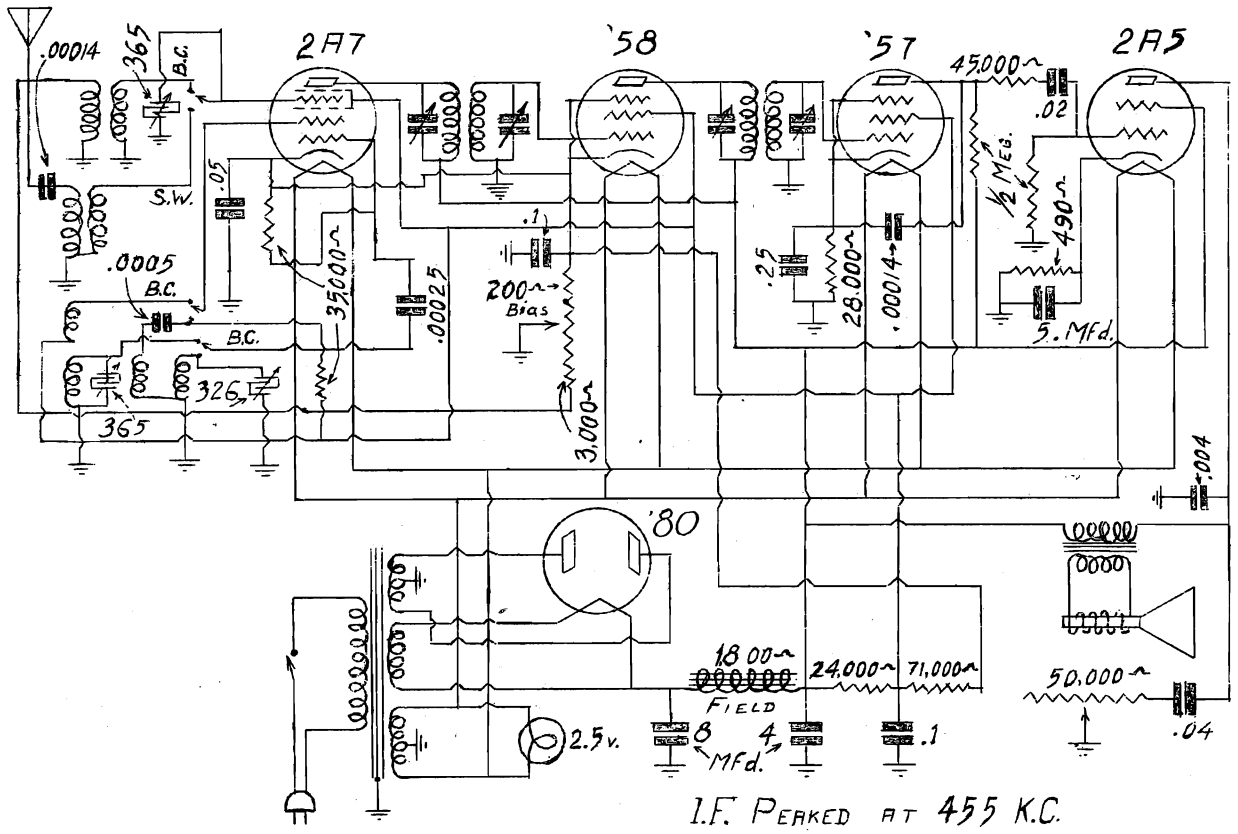 2A7
'58
'57
2A5
.00014
365
B.C.
45,000~
.02
S.W.
.05
.1
½ MEG.
490~
.0005
B.C.
35,000~
.00025
200~
Bias
.25
28.000~
.00014
5. Mfd.
B.C.
326
365
3,000~
.004
'80
1800~
FIELD
24,000~
71,000~
50,000~
2.5v.
8
Mfd.
4
.1
.04
I.F. PEAKED AT 455 K.C.